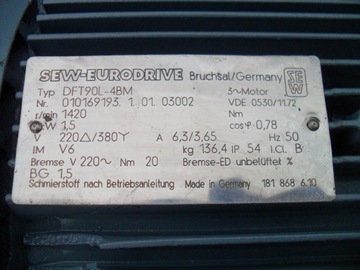 SEW-EURODRIVE Bruchsal/Germany SEW
Typ DFT90L-4BM 3~Motor
Nr. 010169193. 1. 01. 03002 VDE 0530/11.72
r/min 1420 Nm
kW 1,5 cosφ 0,78
V 220△/380Y A 6,3/3,65 Hz 50
IM V6 kg 136,4 IP 54 I.Cl. B
Bremse V 220~ Nm 20 Bremse-ED unbelüftet %
BG 1,5
Schmierstoff nach Betriebsanleitung Made in Germany 181 868 6.10